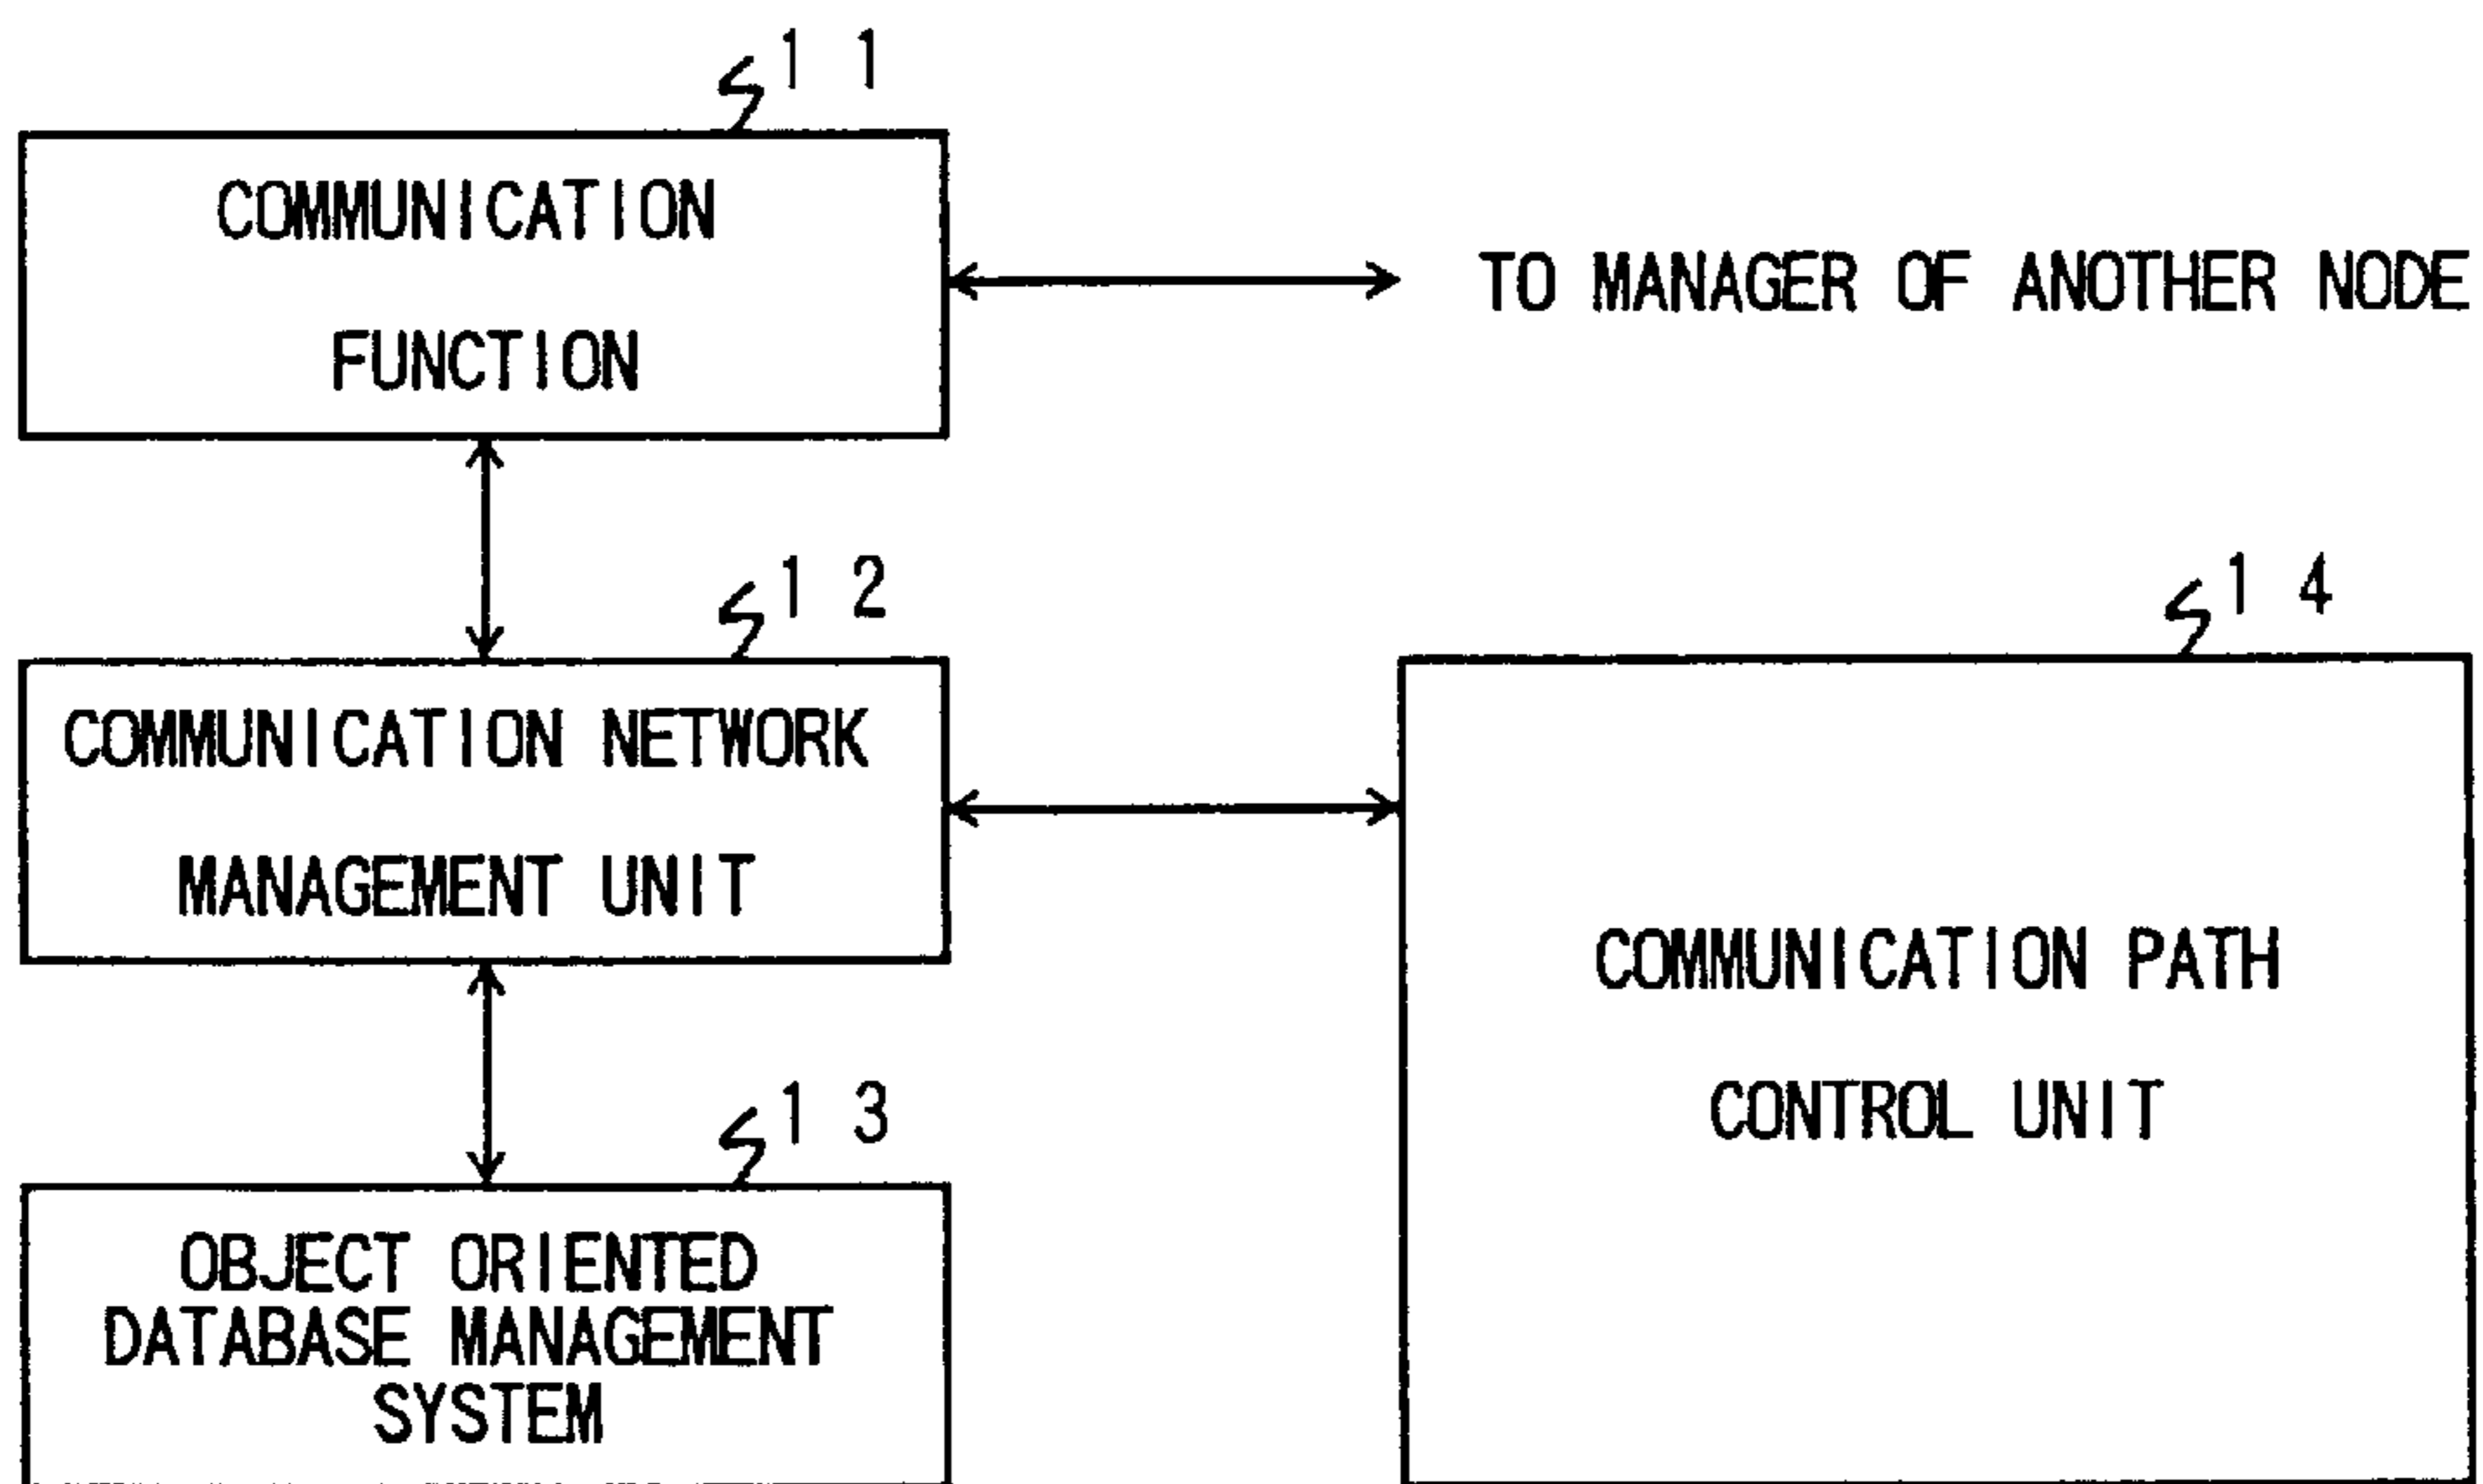 11
COMMUNICATION
FUNCTION
TO MANAGER OF ANOTHER NODE
12
COMMUNICATION NETWORK
MANAGEMENT UNIT
14
COMMUNICATION PATH
CONTROL UNIT
13
OBJECT ORIENTED
DATABASE MANAGEMENT
SYSTEM